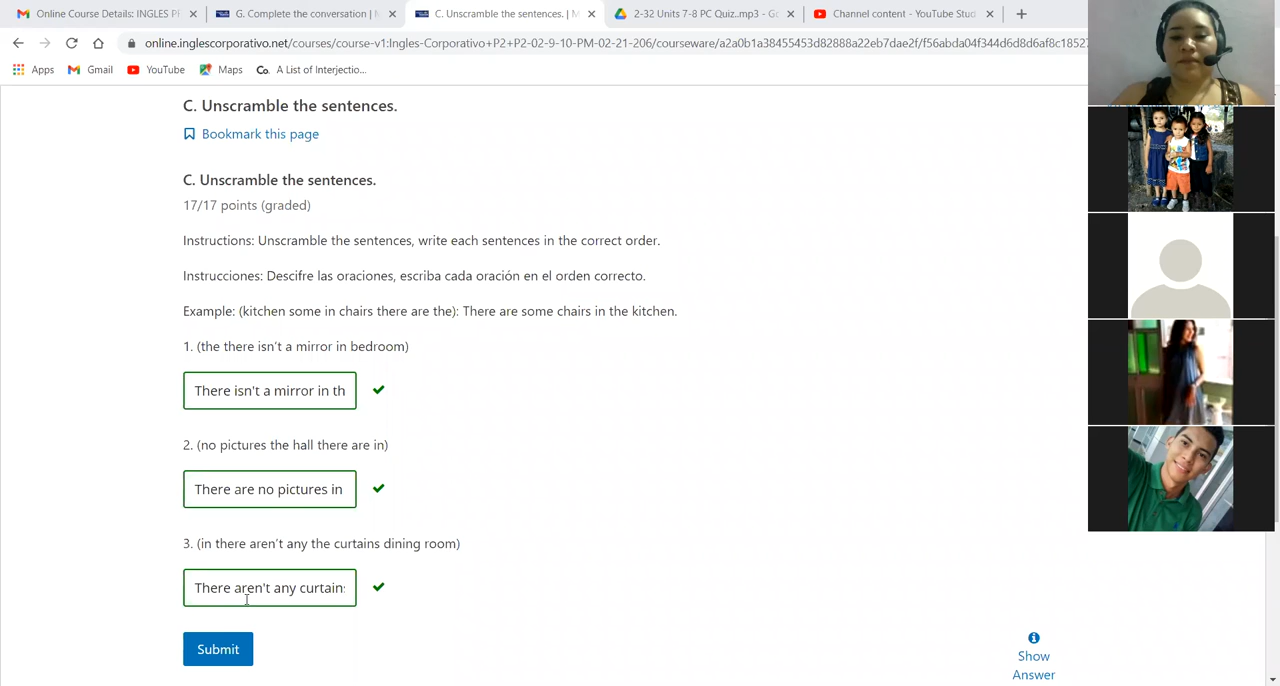 Online Course Details: INGLES P
G. Complete the conversation | M
C. Unscramble the sentences. | M
2-32 Units 7-8 PC Quiz..mp3 - Go
Channel content - YouTube Stud
online.inglescorporativo.net/courses/course-v1:Ingles-Corporativo+P2+P2-02-9-10-PM-02-21-206/courseware/a2a0b1a38455453d82888a22eb7dae2f/f56abda04f344d6d8d6af8c18527
Apps Gmail YouTube Maps Co. A List of Interjectio...
C. Unscramble the sentences.
Bookmark this page
C. Unscramble the sentences.
17/17 points (graded)
Instructions: Unscramble the sentences, write each sentences in the correct order.
Instrucciones: Descifre las oraciones, escriba cada oración en el orden correcto.
Example: (kitchen some in chairs there are the): There are some chairs in the kitchen.
1. (the there isn't a mirror in bedroom)
There isn't a mirror in th
2. (no pictures the hall there are in)
There are no pictures in
3. (in there aren't any the curtains dining room)
There aren't any curtain
Submit
Show
Answer